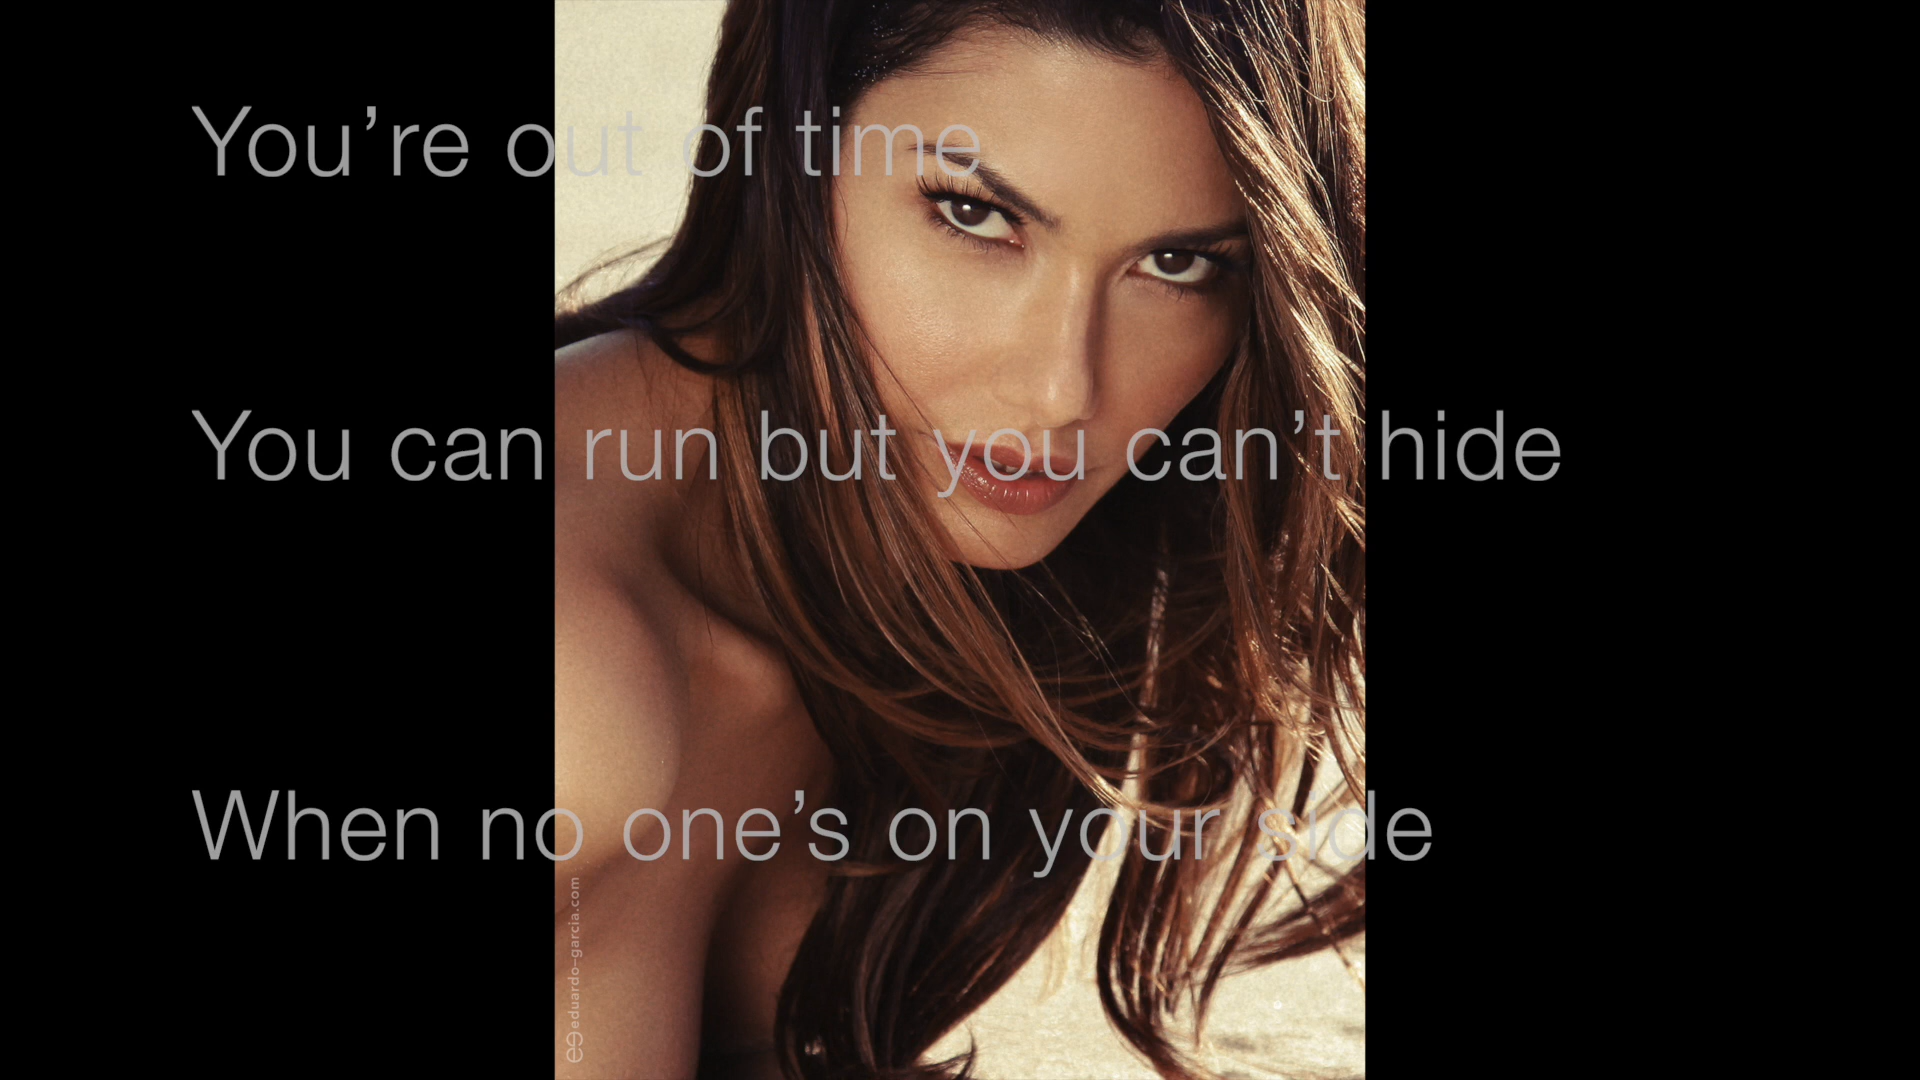 You’re out of time
You can run but you can’t hide
When no one’s on your side
eduardo-garcia.com